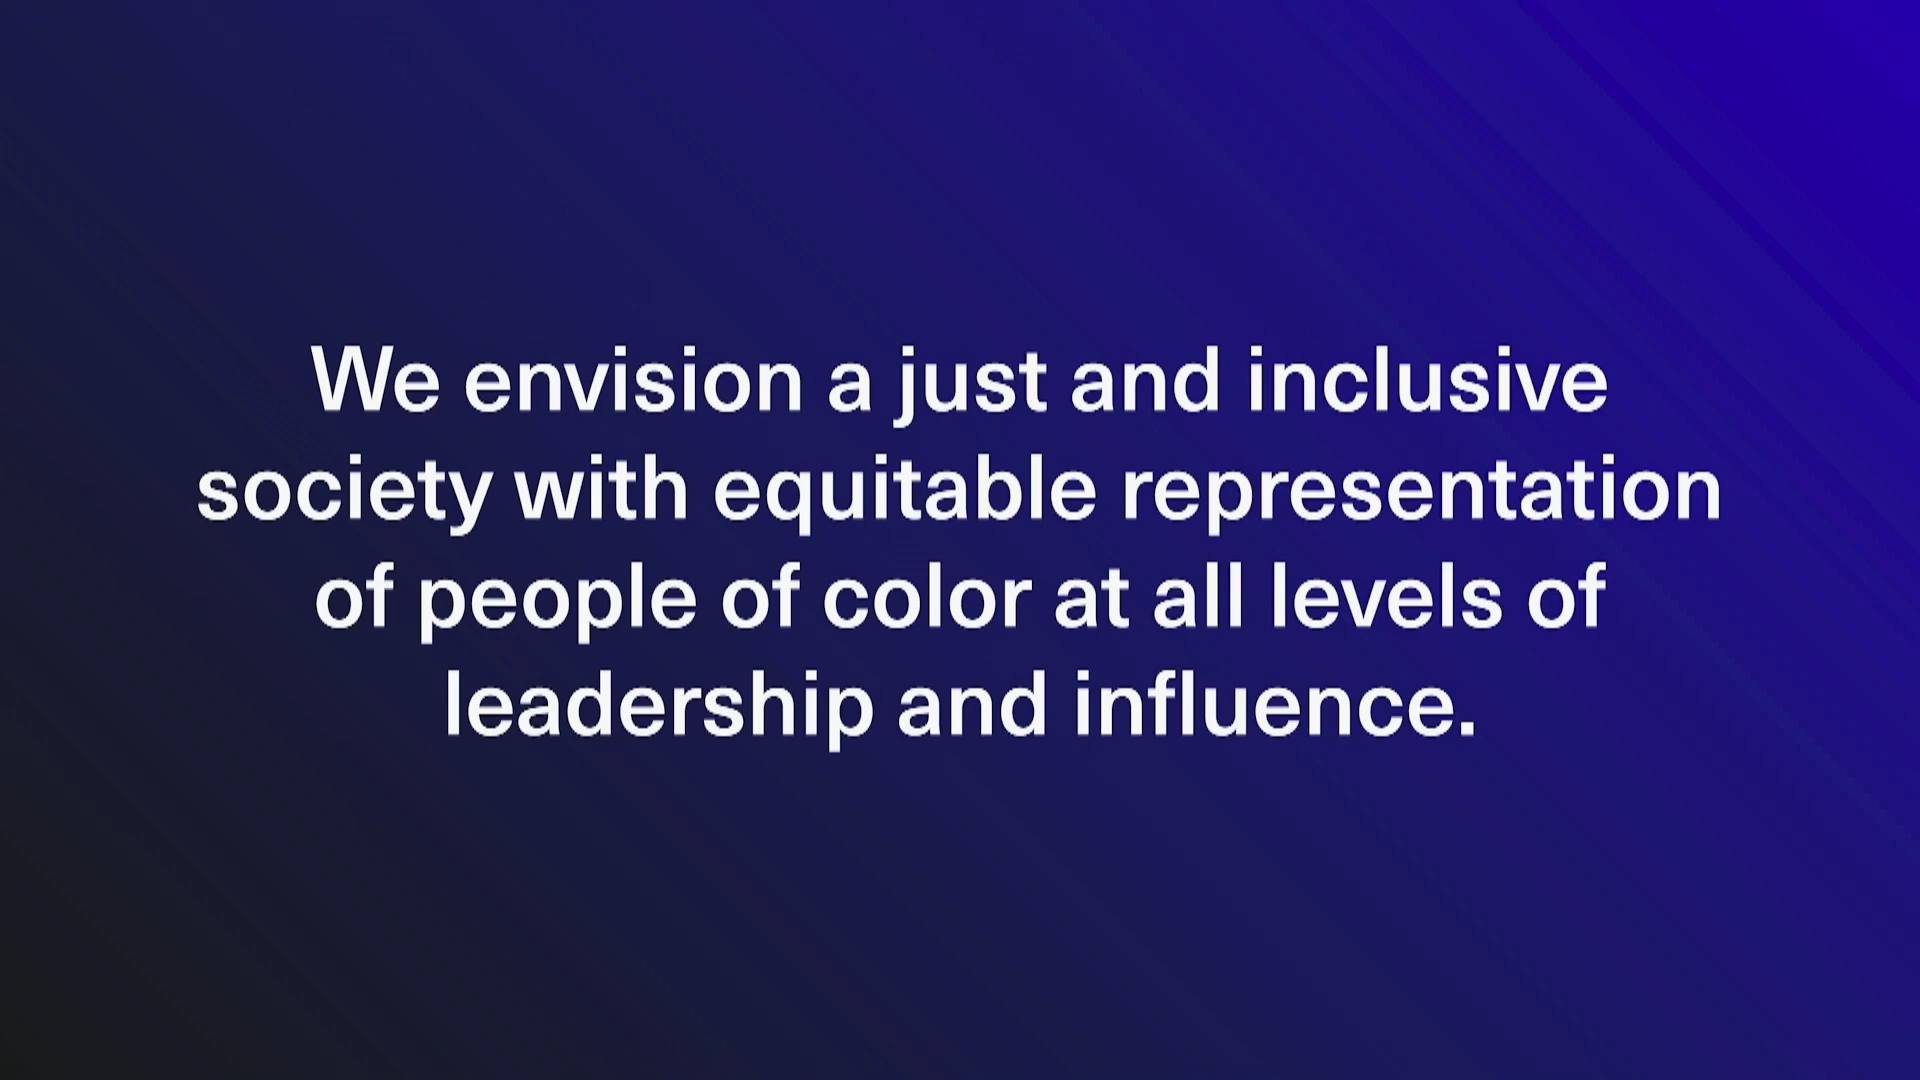 We envision a just and inclusive
society with equitable representation
of people of color at all levels of
leadership and influence.